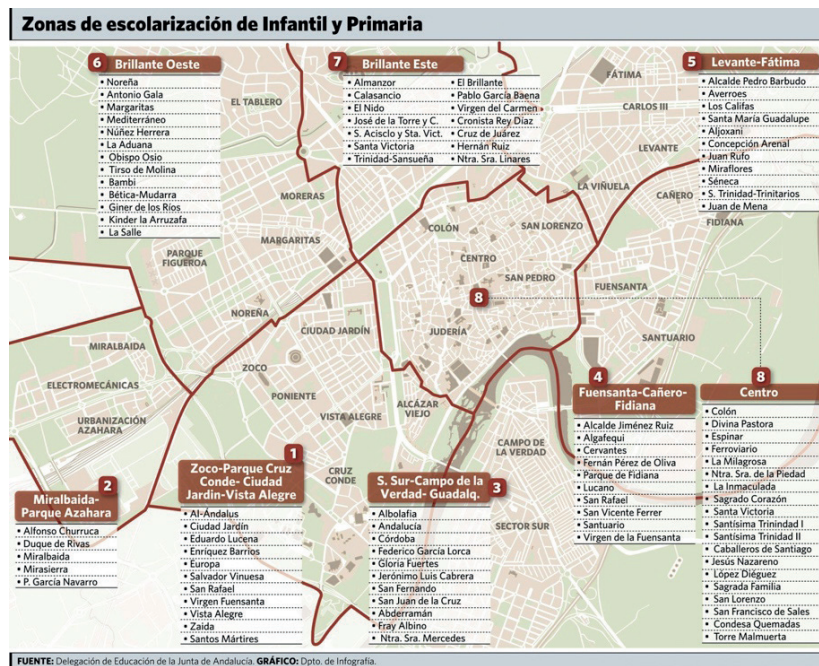 Zonas de escolarización de Infantil y Primaria
6
Brillante Oeste
• Noreña
• Antonio Gala
• Margaritas
• Mediterráneo
• Núñez Herrera
• La Aduana
• Obispo Osio
• Tirso de Molina
• Bambi
• Bética-Mudarra
• Giner de los Ríos
• Kinder la Arruzafa
• La Salle
7
Brillante Este
• Almanzor
• Calasancio
• El Nido
• José de la Torre y C.
• S. Acisclo y Sta. Vict.
• Santa Victoria
• Trinidad-Sansueña
• El Brillante
• Pablo García Baena
• Virgen del Carmen
• Cronista Rey Díaz
• Cruz de Juárez
• Hernán Ruiz
• Ntra. Sra. Linares
5
Levante-Fátima
• Alcalde Pedro Barbudo
• Averroes
• Los Califas
• Santa María Guadalupe
• Aljoxani
• Concepción Arenal
• Juan Rufo
• Miraflores
• Séneca
• S. Trinidad-Trinitarios
• Juan de Mena
FÁTIMA
CARLOS III
EL TABLERO
LEVANTE
LA VIÑUELA
CAÑERO
FIDIANA
MORERAS
COLÓN
SAN LORENZO
MARGARITAS
PARQUE
FIGUEROA
CENTRO
SAN PEDRO
FUENSANTA
8
NOREÑA
CIUDAD JARDÍN
JUDERÍA
SANTUARIO
MIRALBAIDA
ZOCO
ELECTROMECÁNICAS
PONIENTE
ALCÁZAR
VIEJO
URBANIZACIÓN
AZAHARA
VISTA ALEGRE
CAMPO DE
LA VERDAD
CRUZ
CONDE
SECTOR SUR
2
Miralbaida-
Parque Azahara
• Alfonso Churruca
• Duque de Rivas
• Miralbaida
• Mirasierra
• P. García Navarro
1
Zoco-Parque Cruz
Conde- Ciudad
Jardin-Vista Alegre
• Al-Ándalus
• Ciudad Jardín
• Eduardo Lucena
• Enríquez Barrios
• Europa
• Salvador Vinuesa
• San Rafael
• Virgen Fuensanta
• Vista Alegre
• Zaida
• Santos Mártires
3
S. Sur-Campo de la
Verdad- Guadalq.
• Albolafia
• Andalucía
• Córdoba
• Federico García Lorca
• Gloria Fuertes
• Jerónimo Luis Cabrera
• San Fernando
• San Juan de la Cruz
• Abderramán
• Fray Albino
• Ntra. Sra. Mercedes
4
Fuensanta-Cañero-
Fidiana
• Alcalde Jiménez Ruiz
• Algafequi
• Cervantes
• Fernán Pérez de Oliva
• Parque de Fidiana
• Lucano
• San Rafael
• San Vicente Ferrer
• Santuario
• Virgen de la Fuensanta
8
Centro
• Colón
• Divina Pastora
• Espinar
• Ferroviario
• La Milagrosa
• Ntra. Sra. de la Piedad
• La Inmaculada
• Sagrado Corazón
• Santa Victoria
• Santísima Trinindad I
• Santísima Trinidad II
• Caballeros de Santiago
• Jesús Nazareno
• López Diéguez
• Sagrada Familia
• San Lorenzo
• San Francisco de Sales
• Condesa Quemadas
• Torre Malmuerta
FUENTE: Delegación de Educación de la Junta de Andalucía. GRÁFICO: Dpto. de Infografía.